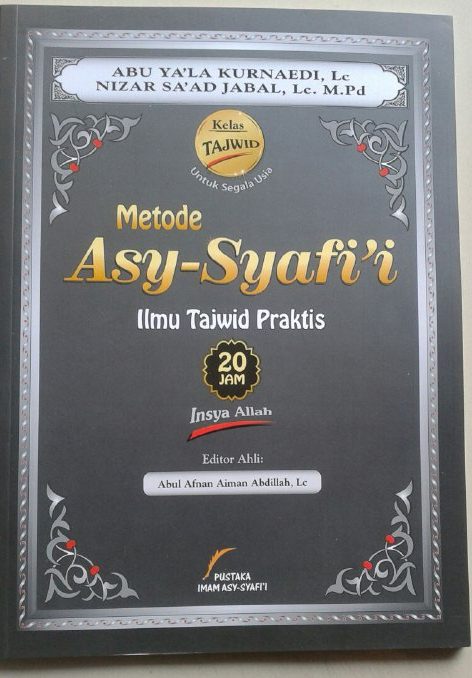 ABU YA'LA KURNAEDI, Lc
NIZAR SA'AD JABAL, Lc. M.Pd
Kelas
TAJWID
Untuk Segala Usia
Metode
Asy-Syafi'i
Ilmu Tajwid Praktis
20
JAM
Insya Allah
Editor Ahli:
Abul Afnan Aiman Abdillah, Lc
PUSTAKA
IMAM ASY-SYAFI'I